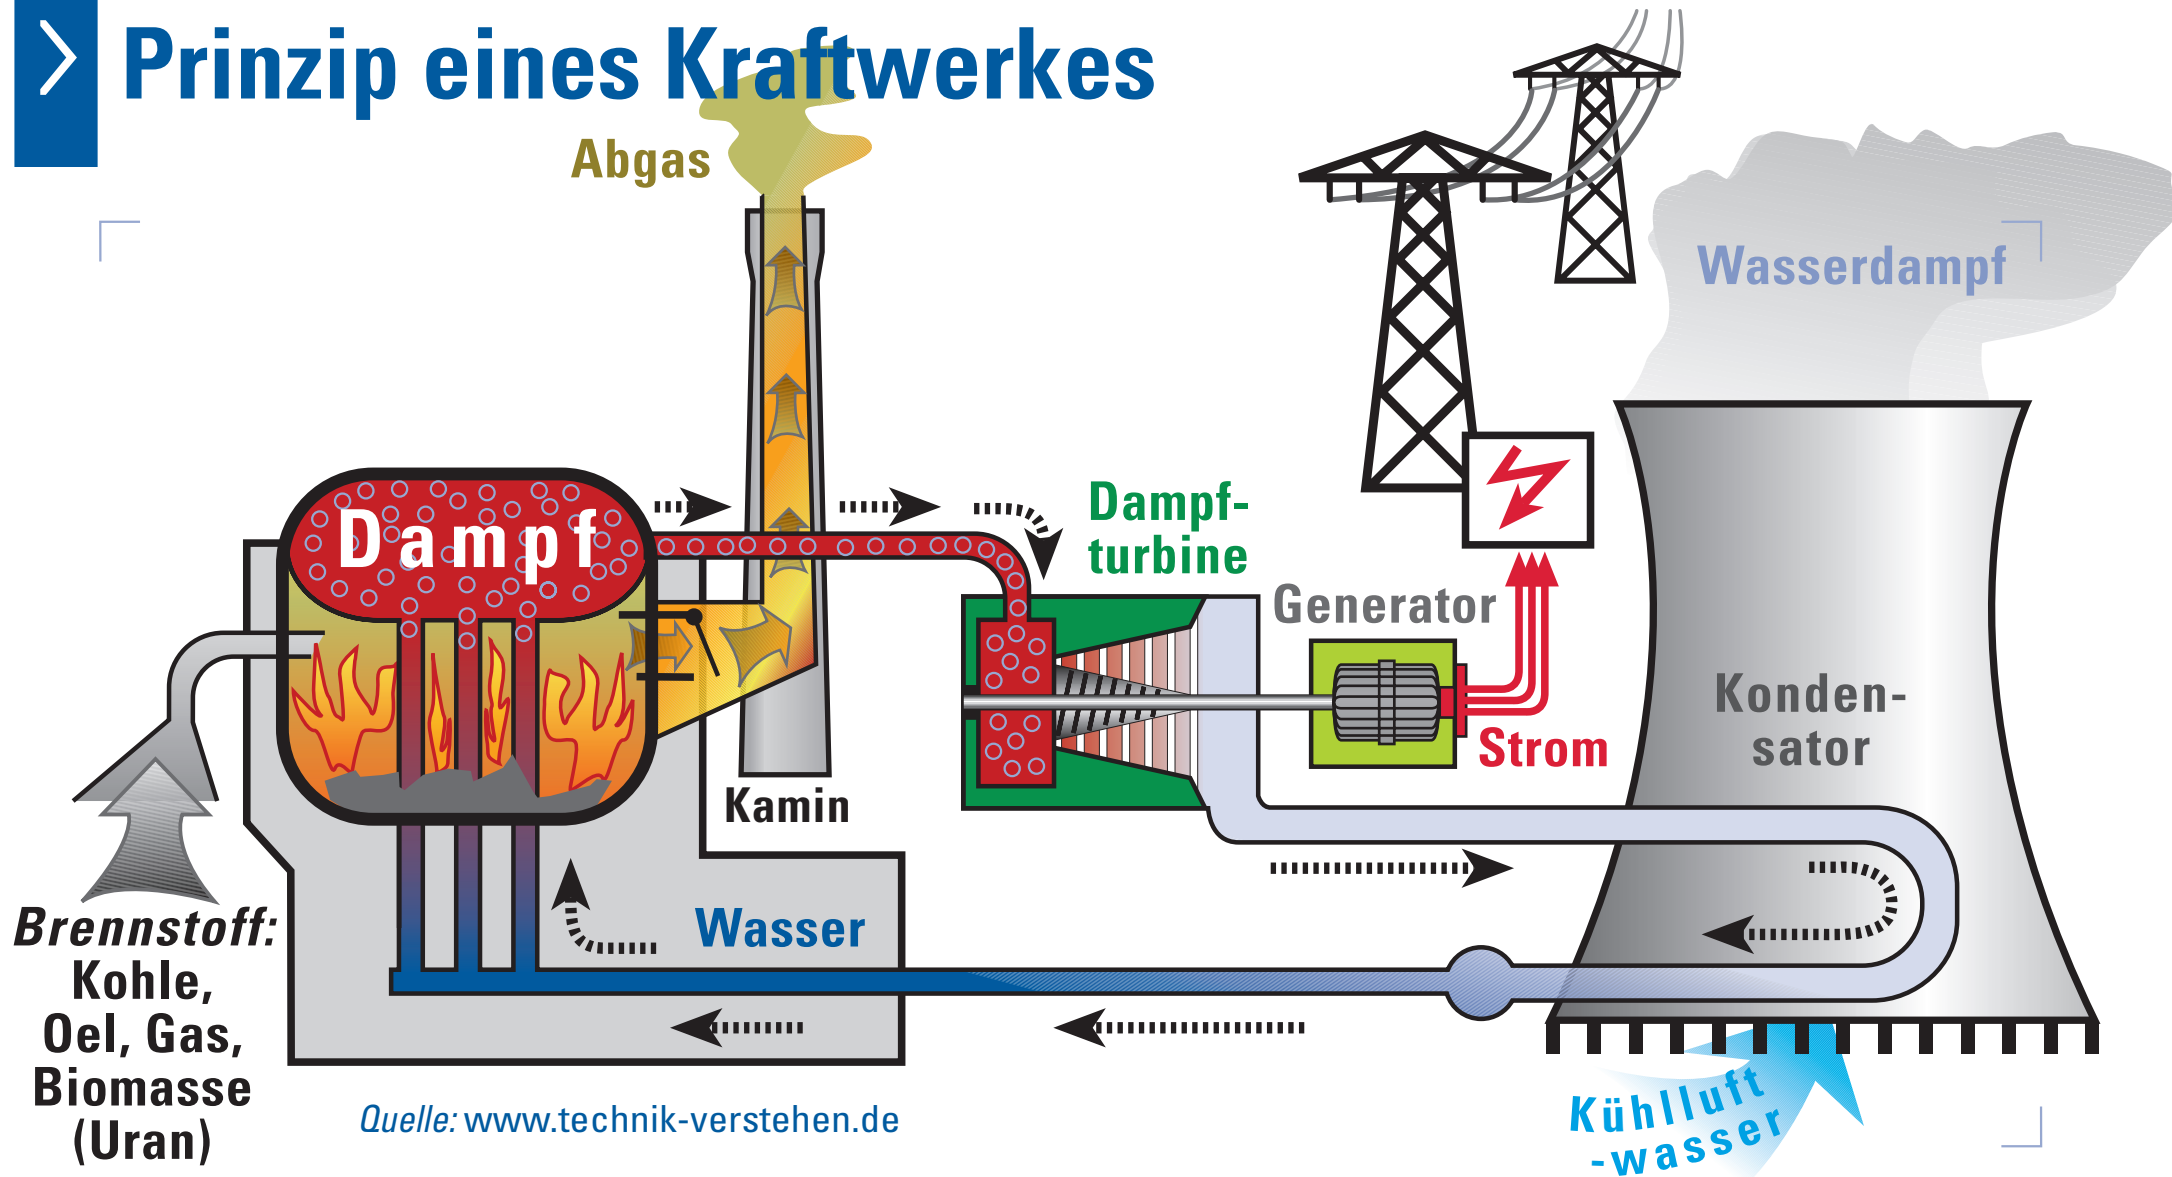 Prinzip eines Kraftwerkes
Abgas
Wasserdampf
Dampf
Dampf-
turbine
Generator
Strom
Konden-
sator
Kamin
Brennstoff:
Kohle,
Oel, Gas,
Biomasse
(Uran)
Wasser
Kühlluft
-wasser
Quelle: www.technik-verstehen.de